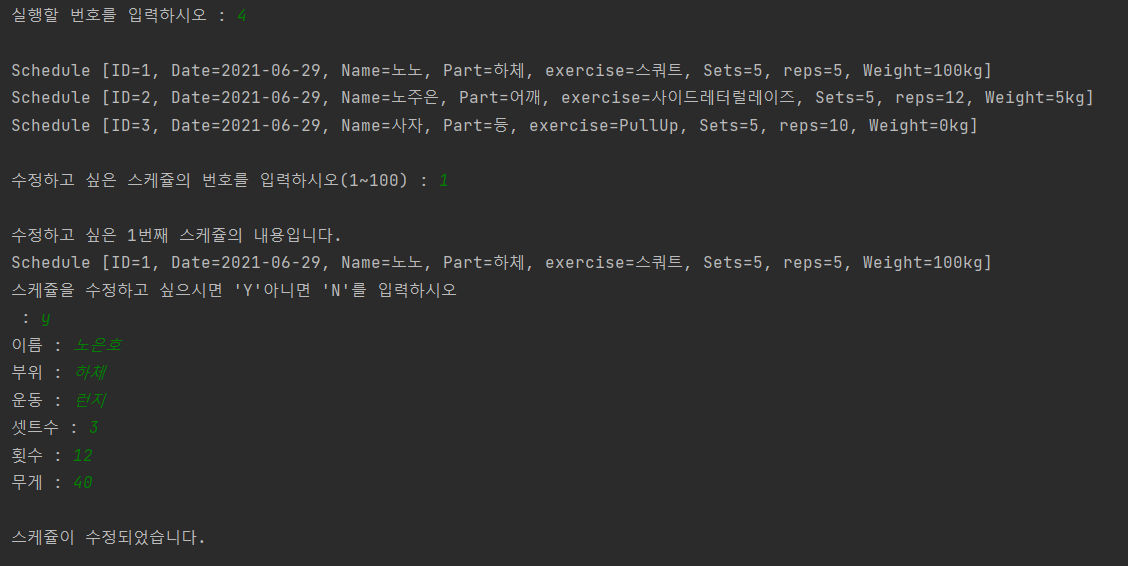 실행할 번호를 입력하시오 : 4
Schedule [ID=1, Date=2021-06-29, Name=노노, Part=하체, exercise=스쿼트, Sets=5, reps=5, Weight=100kg]
Schedule [ID=2, Date=2021-06-29, Name=노주은, Part=어깨, exercise=사이드레터럴레이즈, Sets=5, reps=12, Weight=5kg]
Schedule [ID=3, Date=2021-06-29, Name=사자, Part=등, exercise=PullUp, Sets=5, reps=10, Weight=0kg]
수정하고 싶은 스케쥴의 번호를 입력하시오(1~100) : 1
수정하고 싶은 1번째 스케쥴의 내용입니다.
Schedule [ID=1, Date=2021-06-29, Name=노노, Part=하체, exercise=스쿼트, Sets=5, reps=5, Weight=100kg]
스케쥴을 수정하고 싶으시면 'Y'아니면 'N'를 입력하시오
: y
이름 : 노은호
부위 : 하체
운동 : 런지
셋트수 : 3
횟수 : 12
무게 : 40
스케쥴이 수정되었습니다.